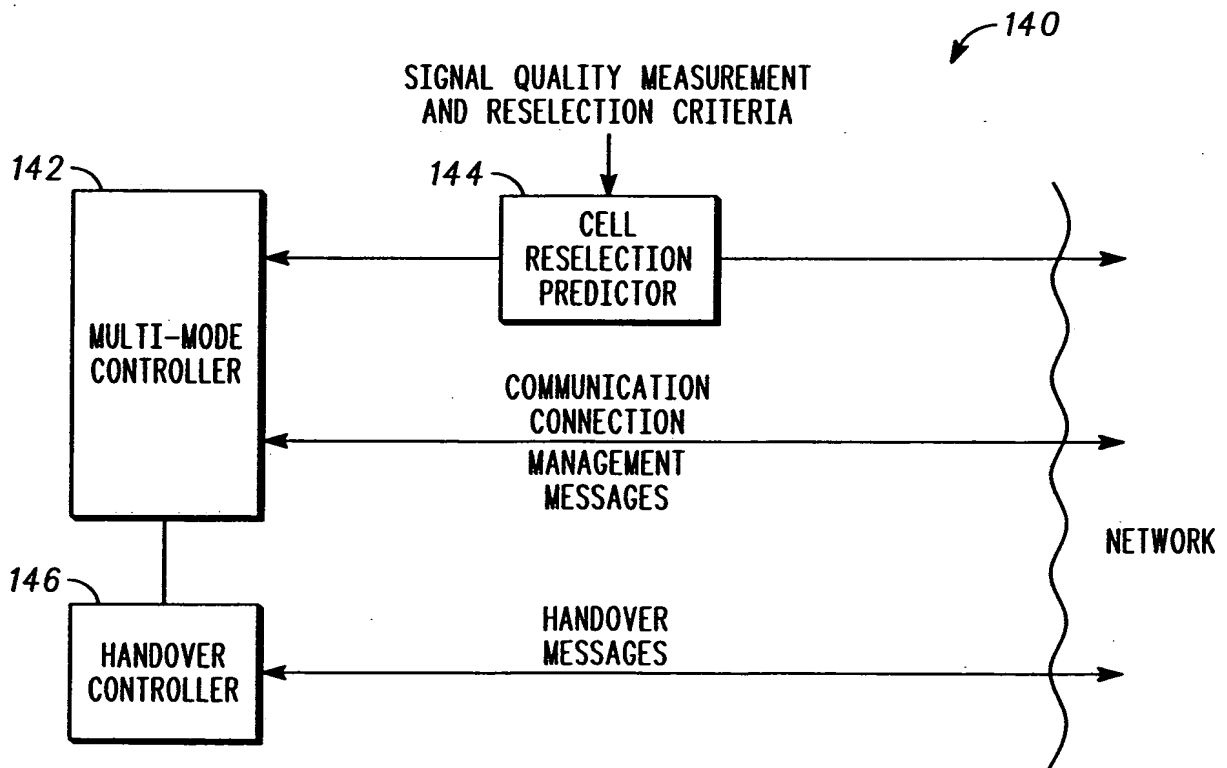 140
SIGNAL QUALITY MEASUREMENT
AND RESELECTION CRITERIA
142
144
CELL
RESELECTION
PREDICTOR
MULTI-MODE
CONTROLLER
COMMUNICATION
CONNECTION
MANAGEMENT
MESSAGES
NETWORK
146
HANDOVER
CONTROLLER
HANDOVER
MESSAGES